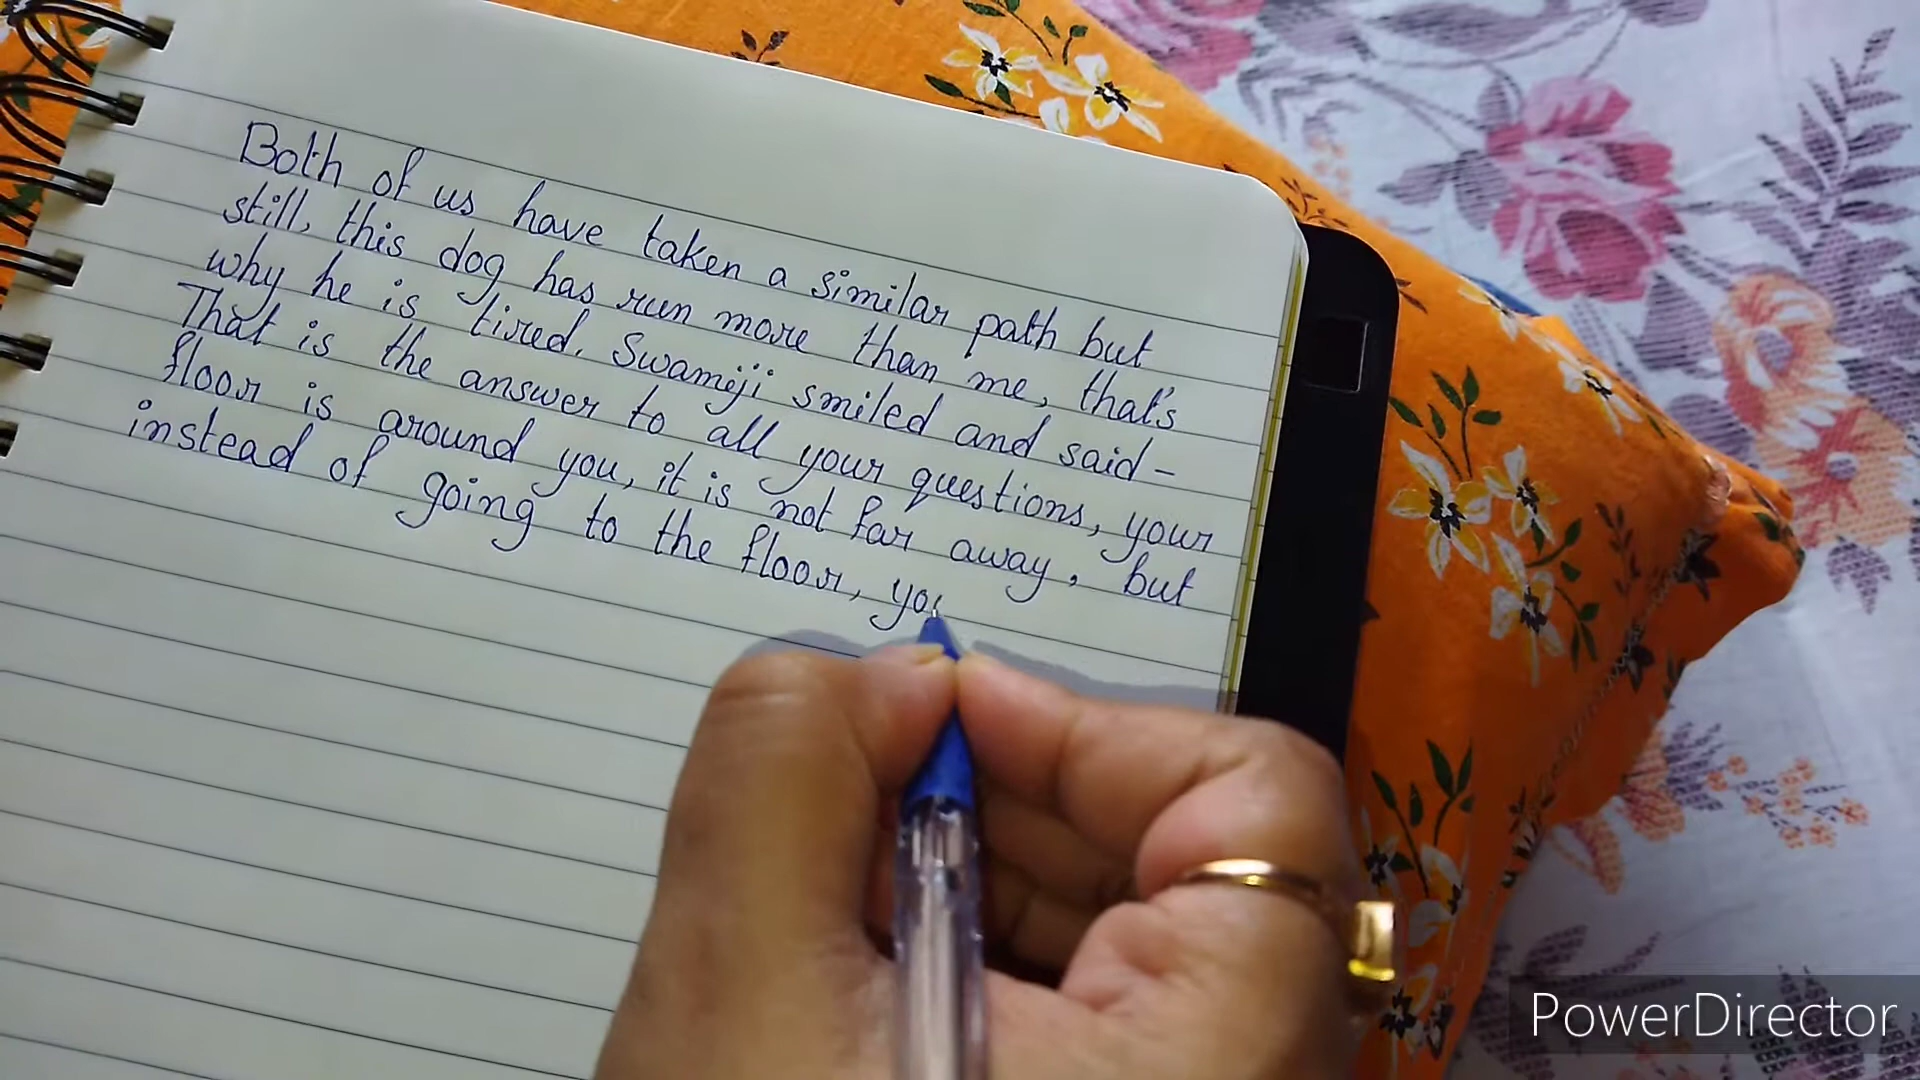 Both of us have taken a similar path but
still, this dog has run more than me, that's
why he is tired. Swamiji smiled and said-
That is the answer to all your questions, your
floor is around you, it is not far away, but
instead of going to the floor, yo
PowerDirector